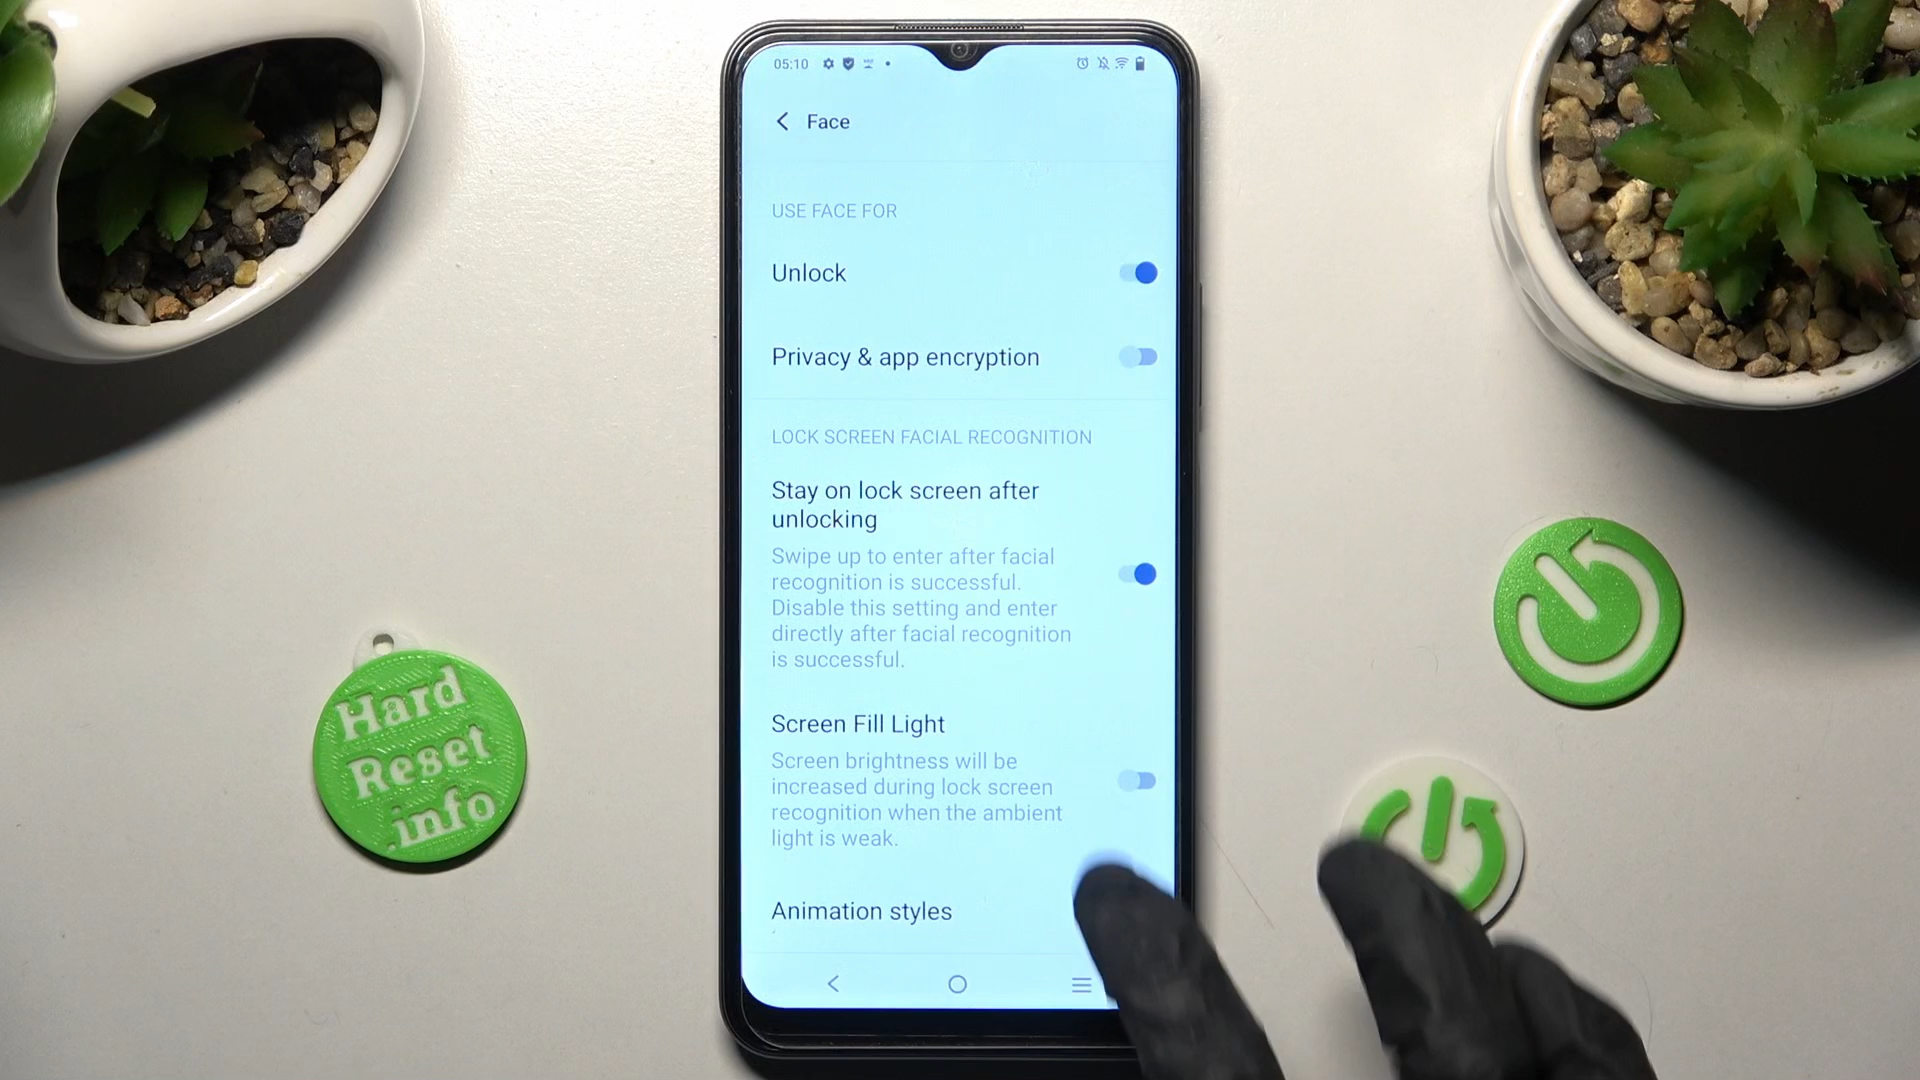 05:10
Face
USE FACE FOR
Unlock
Privacy & app encryption
LOCK SCREEN FACIAL RECOGNITION
Stay on lock screen after
unlocking
Swipe up to enter after facial
recognition is successful.
Disable this setting and enter
directly after facial recognition
is successful.
Screen Fill Light
Screen brightness will be
increased during lock screen
recognition when the ambient
light is weak.
Animation styles
Hard
Reset
.info